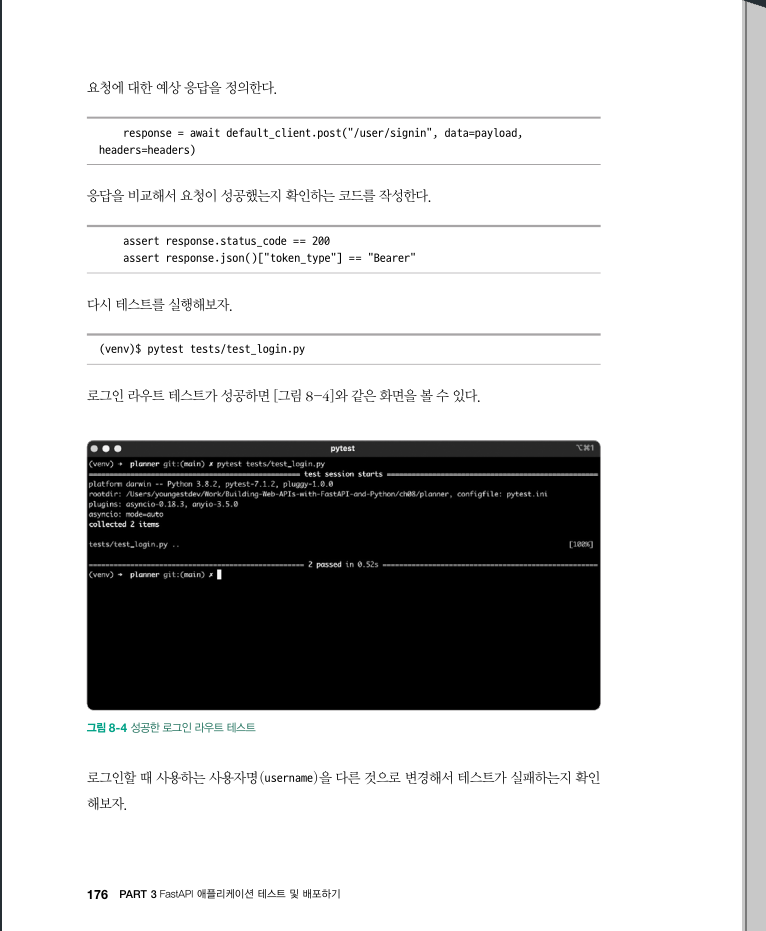 요청에 대한 예상 응답을 정의한다.
response = await default_client.post("/user/signin", data=payload,
headers=headers)
응답을 비교해서 요청이 성공했는지 확인하는 코드를 작성한다.
assert response.status_code == 200
assert response.json()["token_type"] == "Bearer"
다시 테스트를 실행해보자.
(venv)$ pytest tests/test_login.py
로그인 라우트 테스트가 성공하면 [그림 8-4]와 같은 화면을 볼 수 있다.
pytest ⌥⌘1
(venv) → planner git:(main) ✗ pytest tests/test_login.py
test session starts
platform darwin -- Python 3.8.2, pytest-7.1.2, pluggy-1.0.0
rootdir: /Users/youngestdev/Work/Building-Web-APIs-with-FastAPI-and-Python/ch08/planner, configfile: pytest.ini
plugins: asyncio-0.18.3, anyio-3.5.0
asyncio: mode=auto
collected 2 items
tests/test_login.py .. [100%]
2 passed in 0.52s
(venv) → planner git:(main) ✗
그림 8-4 성공한 로그인 라우트 테스트
로그인할 때 사용하는 사용자명(username)을 다른 것으로 변경해서 테스트가 실패하는지 확인
해보자.
176 PART 3 FastAPI 애플리케이션 테스트 및 배포하기